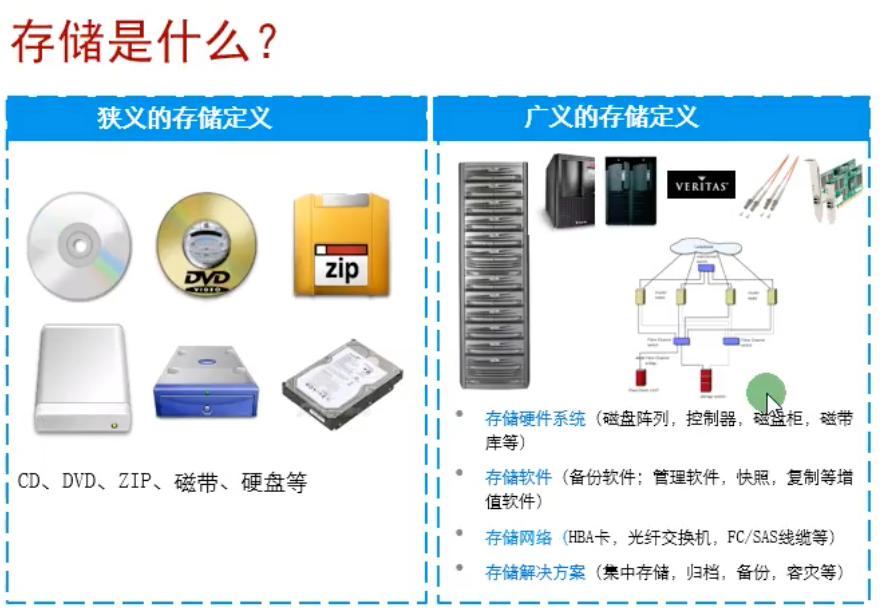 存储是什么?
狭义的存储定义
DVD
VIDEO
zip
CD、DVD、ZIP、磁带、硬盘等
广义的存储定义
VERITAS
存储硬件系统（磁盘阵列，控制器，磁盘柜，磁带
库等）
存储软件（备份软件；管理软件，快照，复制等增
值软件）
存储网络（HBA卡，光纤交换机，FC/SAS线缆等）
存储解决方案（集中存储，归档，备份，容灾等）